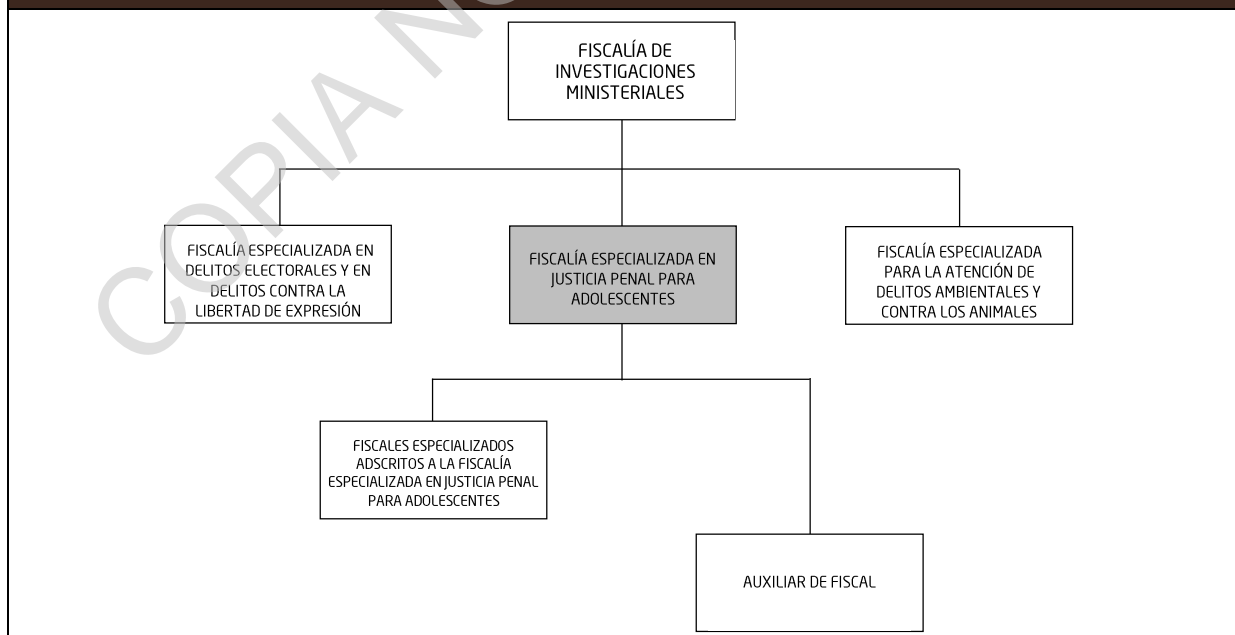 COPIA NO
FISCALÍA DE
INVESTIGACIONES
MINISTERIALES
FISCALÍA ESPECIALIZADA EN
DELITOS ELECTORALES Y EN
DELITOS CONTRA LA
LIBERTAD DE EXPRESIÓN
FISCALÍA ESPECIALIZADA EN
JUSTICIA PENAL PARA
ADOLESCENTES
FISCALÍA ESPECIALIZADA
PARA LA ATENCIÓN DE
DELITOS AMBIENTALES Y
CONTRA LOS ANIMALES
FISCALES ESPECIALIZADOS
ADSCRITOS A LA FISCALÍA
ESPECIALIZADA EN JUSTICIA PENAL
PARA ADOLESCENTES
AUXILIAR DE FISCAL